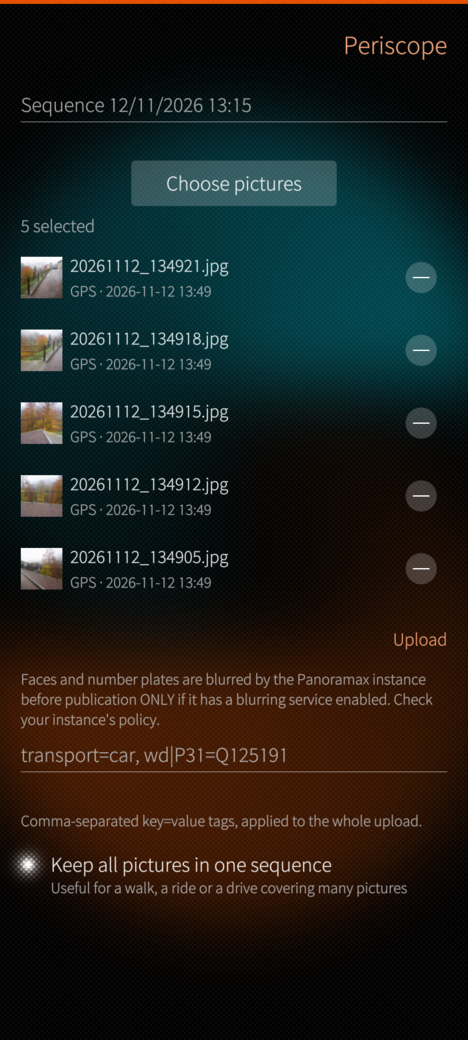 Periscope
Sequence 12/11/2026 13:15
Choose pictures
5 selected
20261112_134921.jpg
GPS · 2026-11-12 13:49
20261112_134918.jpg
GPS · 2026-11-12 13:49
20261112_134915.jpg
GPS · 2026-11-12 13:49
20261112_134912.jpg
GPS · 2026-11-12 13:49
20261112_134905.jpg
GPS · 2026-11-12 13:49
Upload
Faces and number plates are blurred by the Panoramax instance
before publication ONLY if it has a blurring service enabled. Check
your instance's policy.
transport=car, wd|P31=Q125191
Comma-separated key=value tags, applied to the whole upload.
Keep all pictures in one sequence
Useful for a walk, a ride or a drive covering many pictures